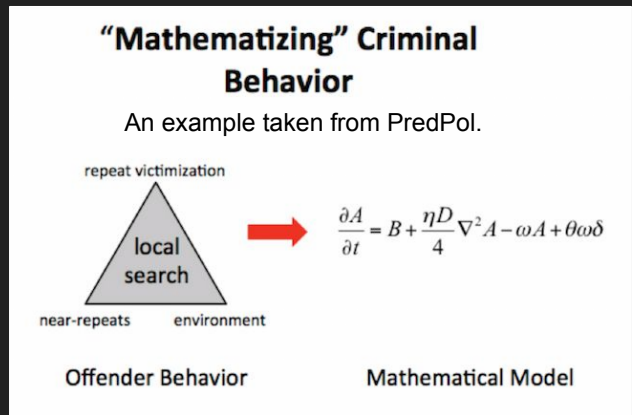 “Mathematizing” Criminal
Behavior
An example taken from PredPol.
repeat victimization
local
search
near-repeats environment
∂A/∂t = B + ηD/4 ∇²A − ωA + θωδ
Offender Behavior
Mathematical Model